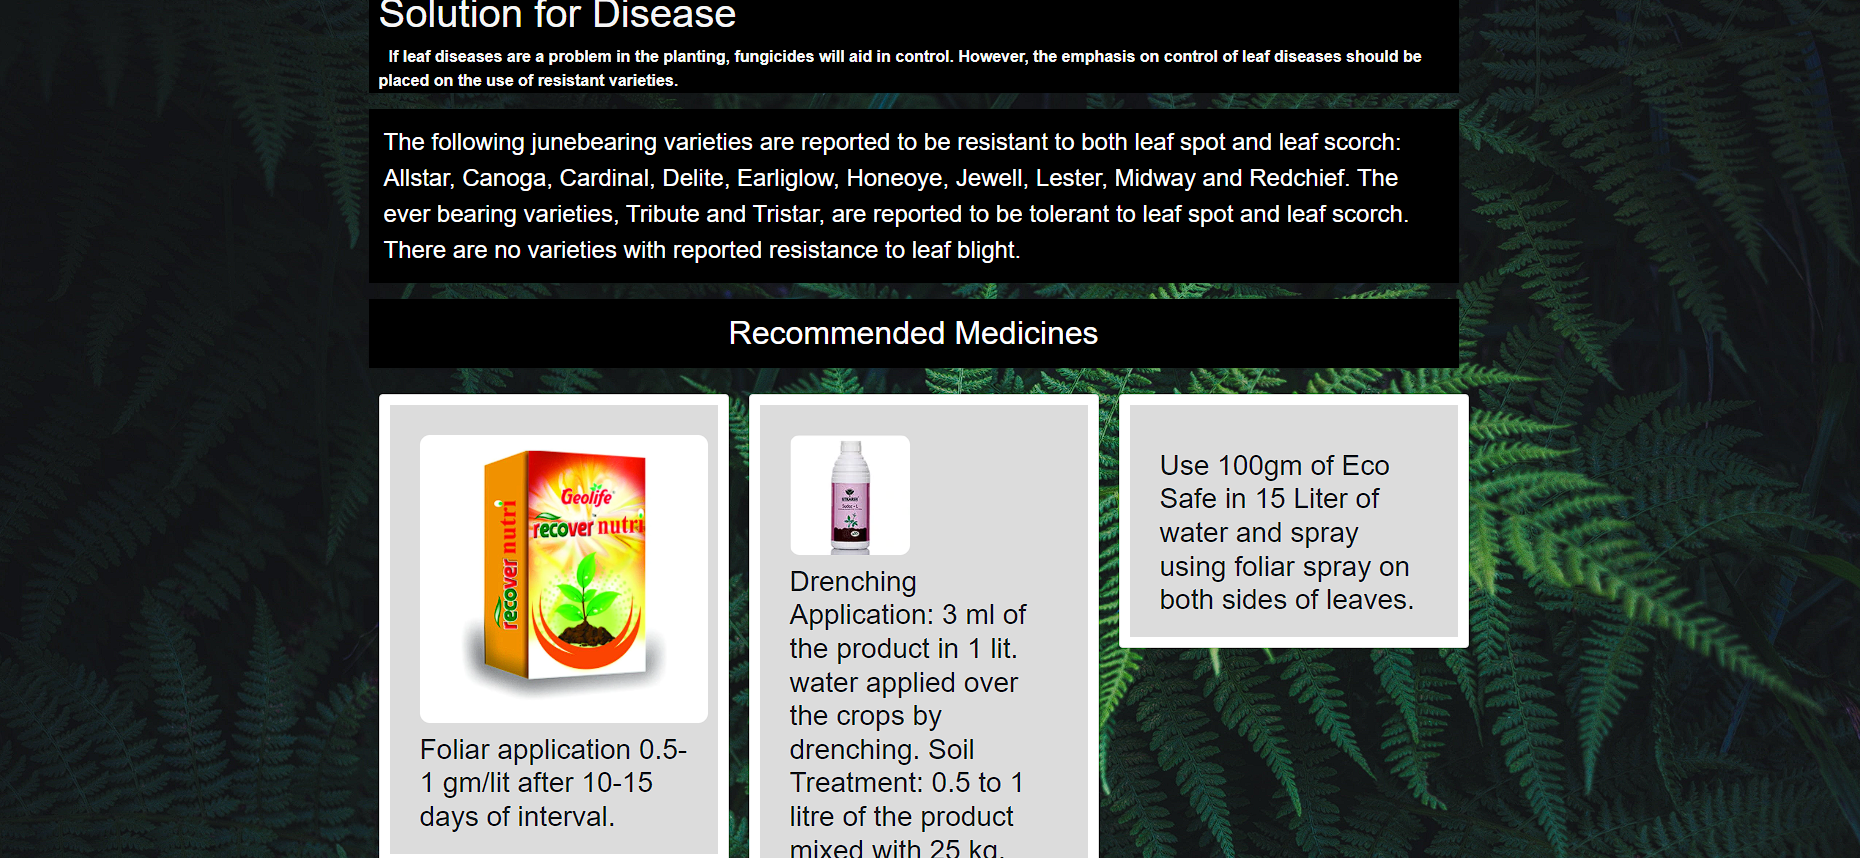 Solution for Disease
If leaf diseases are a problem in the planting, fungicides will aid in control. However, the emphasis on control of leaf diseases should be
placed on the use of resistant varieties.
The following junebearing varieties are reported to be resistant to both leaf spot and leaf scorch:
Allstar, Canoga, Cardinal, Delite, Earliglow, Honeoye, Jewell, Lester, Midway and Redchief. The
ever bearing varieties, Tribute and Tristar, are reported to be tolerant to leaf spot and leaf scorch.
There are no varieties with reported resistance to leaf blight.
Recommended Medicines
Geolife
recover nutri
recover nutri
Foliar application 0.5-
1 gm/lit after 10-15
days of interval.
Drenching
Application: 3 ml of
the product in 1 lit.
water applied over
the crops by
drenching. Soil
Treatment: 0.5 to 1
litre of the product
mixed with 25 kg.
Use 100gm of Eco
Safe in 15 Liter of
water and spray
using foliar spray on
both sides of leaves.